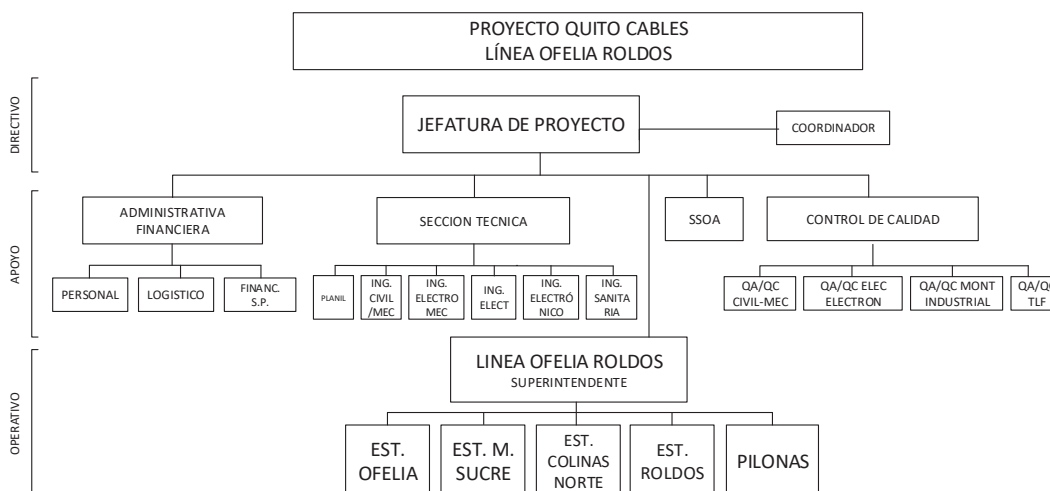 PROYECTO QUITO CABLES
LÍNEA OFELIA ROLDOS
DIRECTIVO
JEFATURA DE PROYECTO
COORDINADOR
APOYO
ADMINISTRATIVA
FINANCIERA
SECCION TECNICA
SSOA
CONTROL DE CALIDAD
PERSONAL
LOGISTICO
FINANC.
S.P.
PLANIL
ING.
CIVIL
/MEC
ING.
ELECTRO
MEC
ING.
ELECT
ING.
ELECTRÓ
NICO
ING.
SANITA
RIA
QA/QC
CIVIL-MEC
QA/QC ELEC
ELECTRON
QA/QC MONT
INDUSTRIAL
QA/QC
TLF
OPERATIVO
LINEA OFELIA ROLDOS
SUPERINTENDENTE
EST.
OFELIA
EST. M.
SUCRE
EST.
COLINAS
NORTE
EST.
ROLDOS
PILONAS